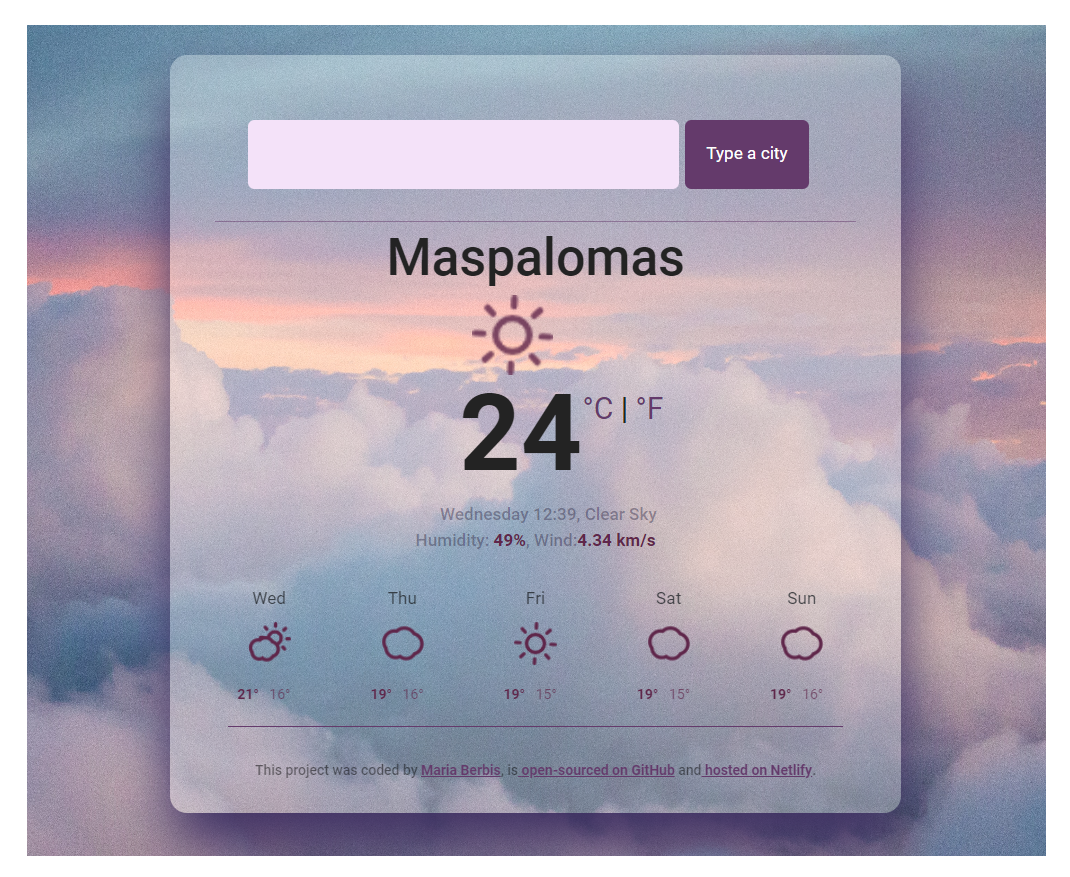 Type a city
Maspalomas
24 °C | °F
Wednesday 12:39, Clear Sky
Humidity: 49%, Wind:4.34 km/s
Wed Thu Fri Sat Sun
21° 16° 19° 16° 19° 15° 19° 15° 19° 16°
This project was coded by Maria Berbis, is open-sourced on GitHub and hosted on Netlify.